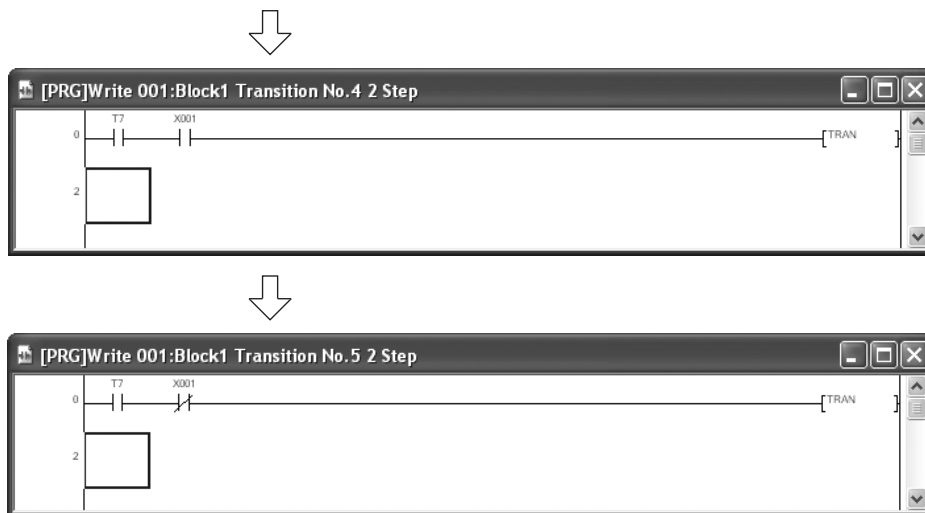 [PRG]Write 001:Block1 Transition No.4 2 Step
T7 X001
0 TRAN
2
[PRG]Write 001:Block1 Transition No.5 2 Step
T7 X001
0 TRAN
2